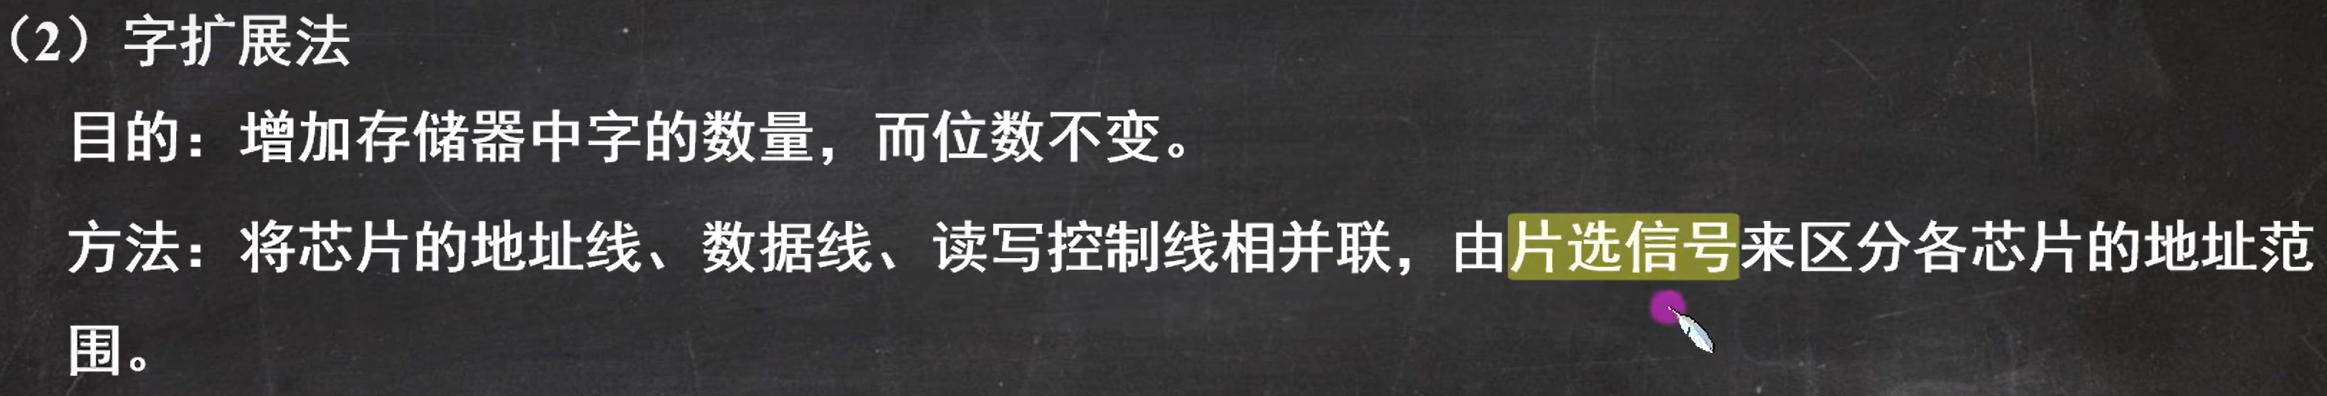 （2）字扩展法
目的：增加存储器中字的数量，而位数不变。
方法：将芯片的地址线、数据线、读写控制线相并联，由片选信号来区分各芯片的地址范
围。